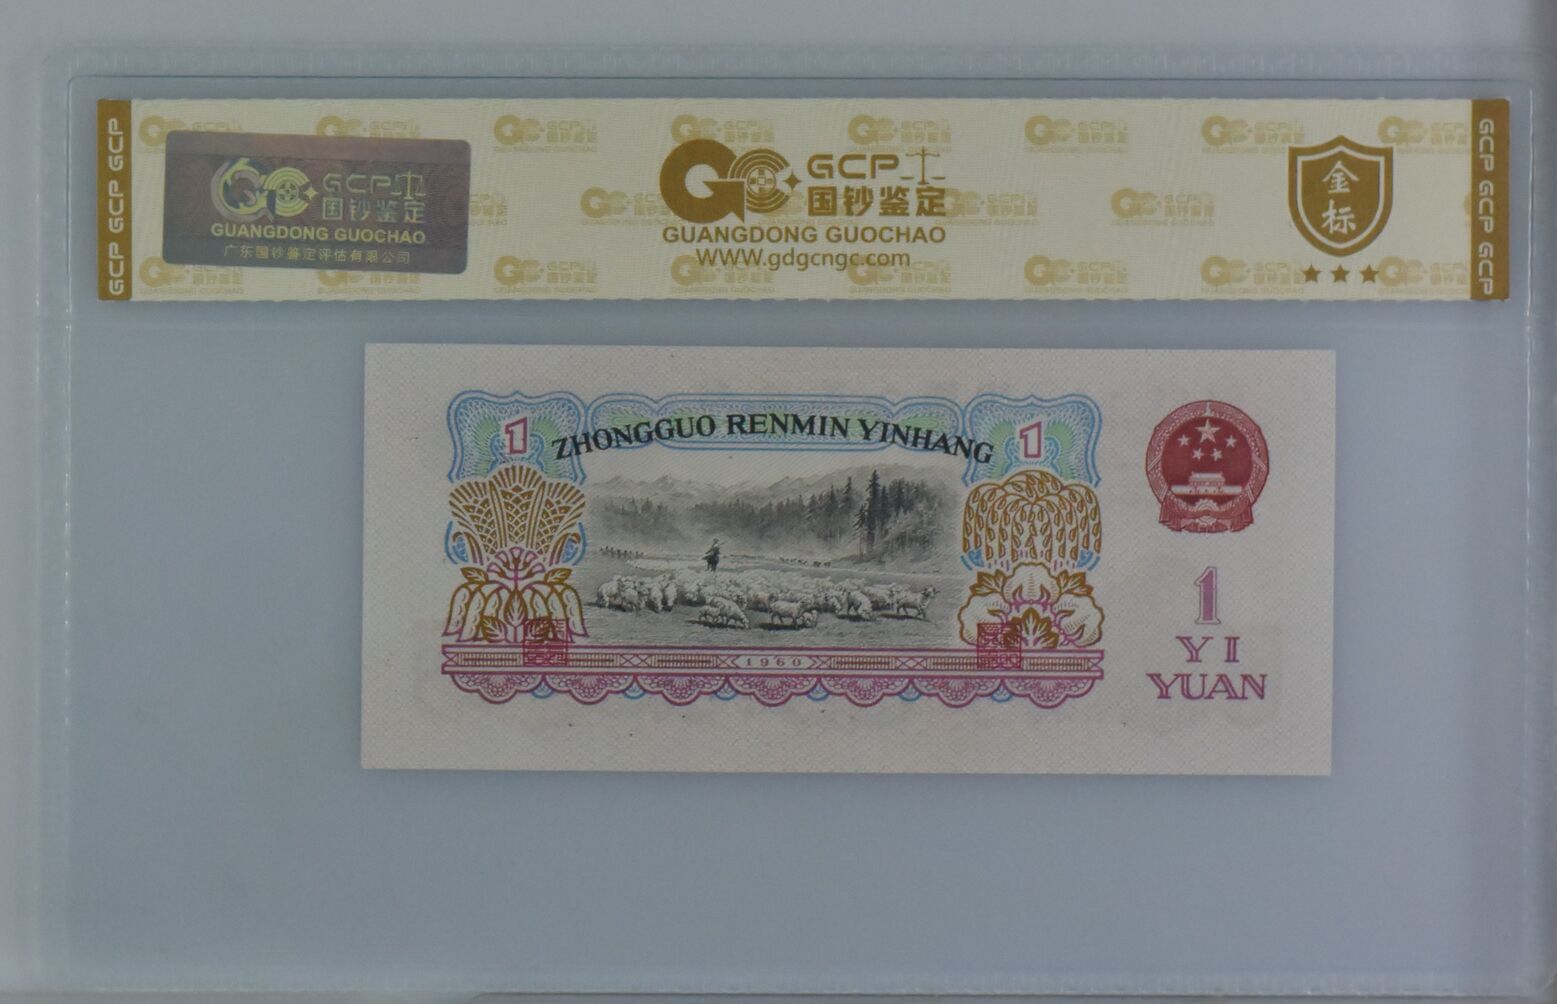 GCP GCP GCP
GCP
国钞鉴定
GUANGDONG GUOCHAO
广东国钞鉴定评估有限公司
GCP
国钞鉴定
GUANGDONG GUOCHAO
WWW.gdgcngc.com
金标
GCP GCP GCP
1
ZHONGGUO RENMIN YINHANG
1
1960
1
YI
YUAN